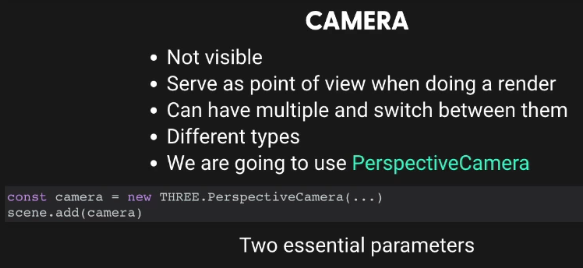 CAMERA
• Not visible
• Serve as point of view when doing a render
• Can have multiple and switch between them
• Different types
• We are going to use PerspectiveCamera
const camera = new THREE.PerspectiveCamera(...)
scene.add(camera)
Two essential parameters